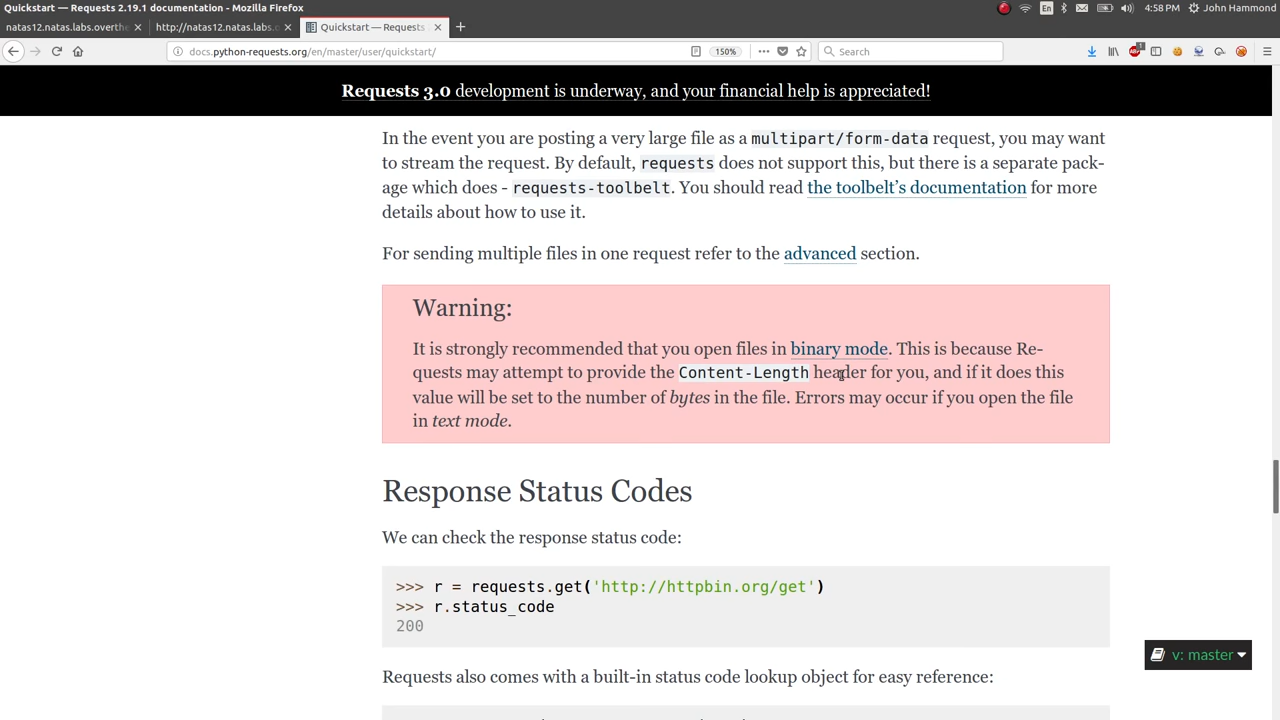 Quickstart — Requests 2.19.1 documentation - Mozilla Firefox
En
4:58 PM
John Hammond
natas12.natas.labs.overthe
http://natas12.natas.labs.o
Quickstart — Requests
docs.python-requests.org/en/master/user/quickstart/
150%
Search
Requests 3.0 development is underway, and your financial help is appreciated!
In the event you are posting a very large file as a multipart/form-data request, you may want
to stream the request. By default, requests does not support this, but there is a separate pack-
age which does - requests-toolbelt. You should read the toolbelt's documentation for more
details about how to use it.
For sending multiple files in one request refer to the advanced section.
Warning:
It is strongly recommended that you open files in binary mode. This is because Re-
quests may attempt to provide the Content-Length header for you, and if it does this
value will be set to the number of bytes in the file. Errors may occur if you open the file
in text mode.
Response Status Codes
We can check the response status code:
>>> r = requests.get('http://httpbin.org/get')
>>> r.status_code
200
v: master
Requests also comes with a built-in status code lookup object for easy reference: